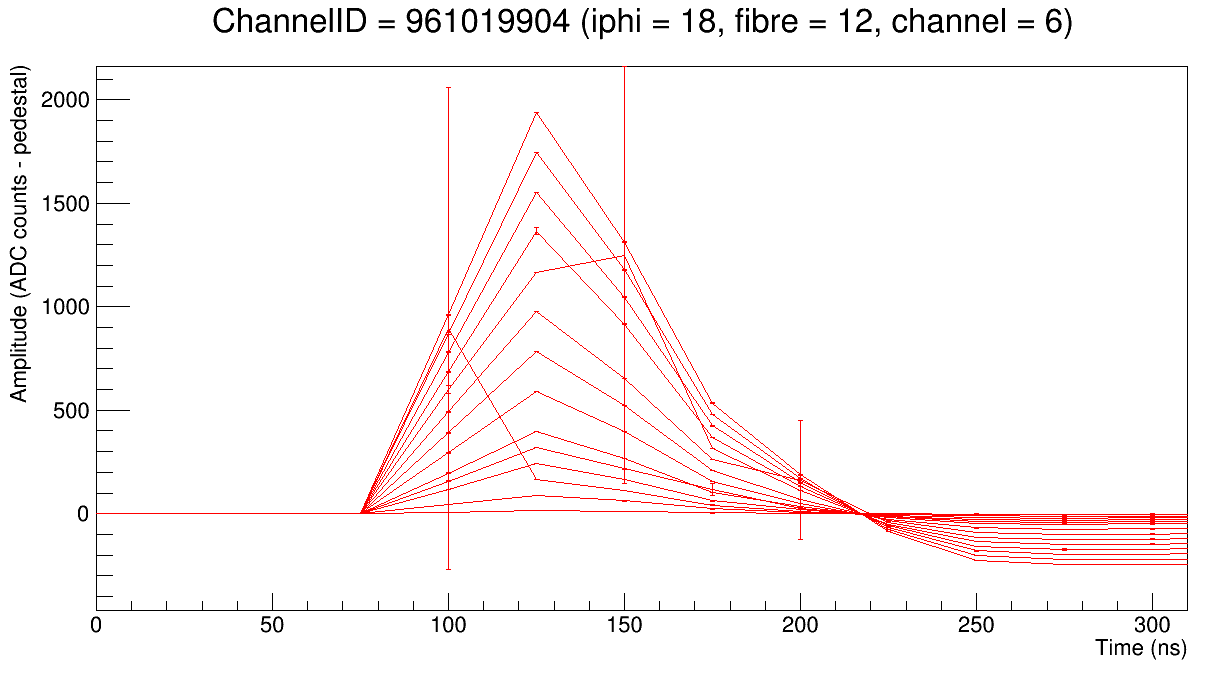 ChannelID = 961019904 (iphi = 18, fibre = 12, channel = 6)
Amplitude (ADC counts - pedestal)
2000
1500
1000
500
0
0 50 100 150 200 250 300
Time (ns)